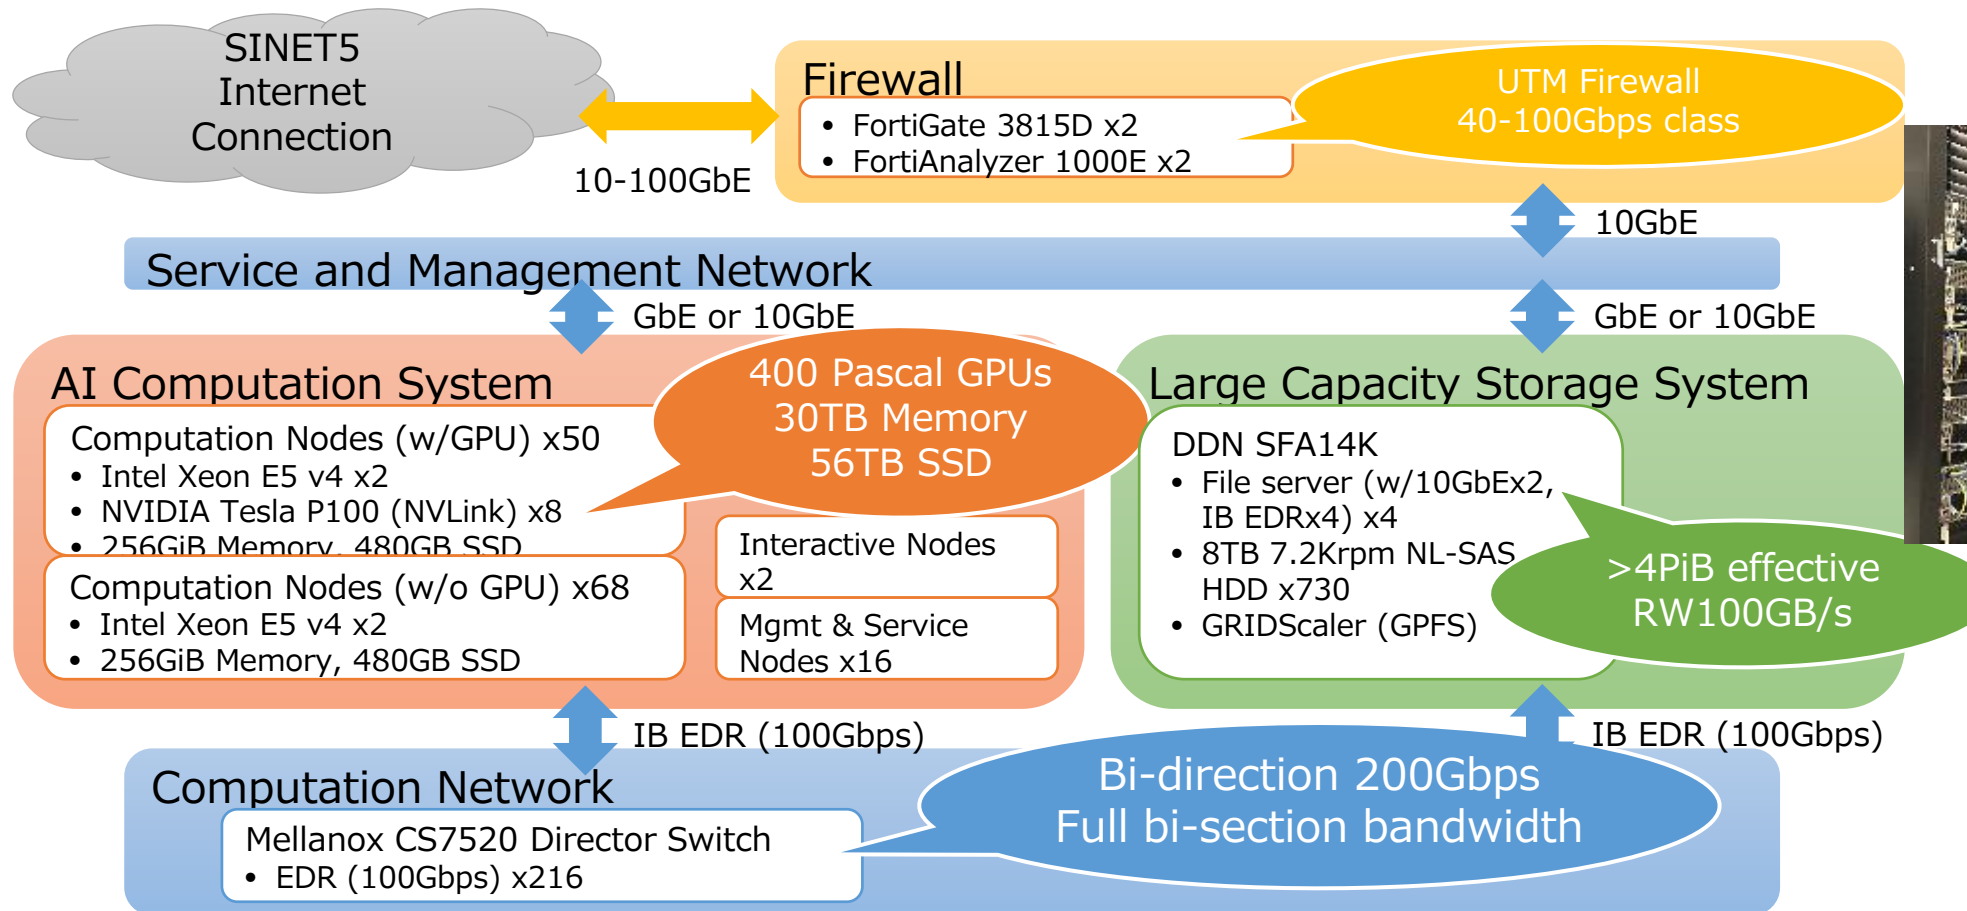 SINET5
Internet
Connection
10-100GbE
Firewall
• FortiGate 3815D x2
• FortiAnalyzer 1000E x2
UTM Firewall
40-100Gbps class
10GbE
Service and Management Network
GbE or 10GbE
GbE or 10GbE
AI Computation System
Computation Nodes (w/GPU) x50
• Intel Xeon E5 v4 x2
• NVIDIA Tesla P100 (NVLink) x8
• 256GiB Memory, 480GB SSD
400 Pascal GPUs
30TB Memory
56TB SSD
Computation Nodes (w/o GPU) x68
• Intel Xeon E5 v4 x2
• 256GiB Memory, 480GB SSD
Interactive Nodes
x2
Mgmt & Service
Nodes x16
Large Capacity Storage System
DDN SFA14K
• File server (w/10GbEx2,
IB EDRx4) x4
• 8TB 7.2Krpm NL-SAS
HDD x730
• GRIDScaler (GPFS)
>4PiB effective
RW100GB/s
IB EDR (100Gbps)
IB EDR (100Gbps)
Computation Network
Mellanox CS7520 Director Switch
• EDR (100Gbps) x216
Bi-direction 200Gbps
Full bi-section bandwidth